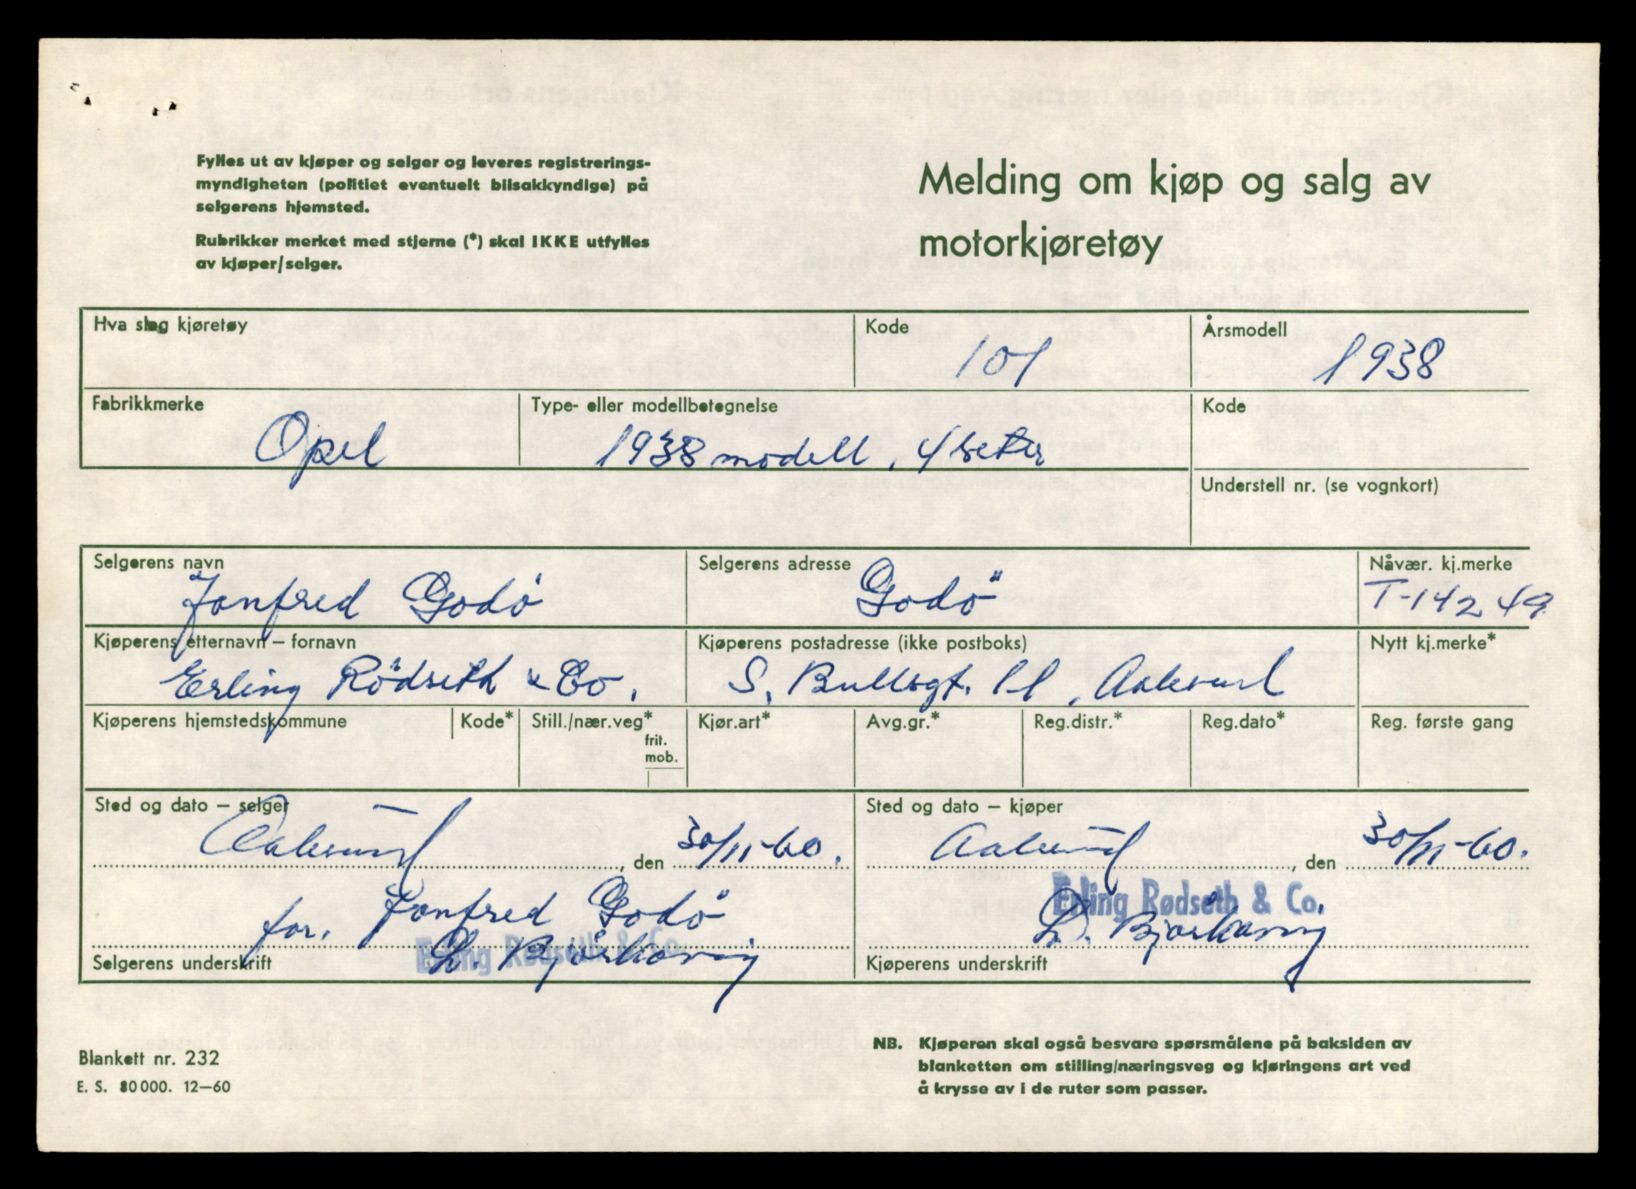 Fylles ut av kjøper og selger og leveres registrerings-
myndigheten (politiet eventuelt bilsakkyndige) på
selgerens hjemsted.
Rubrikker merket med stjerne (*) skal IKKE utfylles
av kjøper/selger.
Melding om kjøp og salg av
motorkjøretøy
Hva slag kjøretøy
Kode
101
Årsmodell
1938
Fabrikkmerke
Opel
Type- eller modellbetegnelse
1938 modell, 4 seter
Kode
Understell nr. (se vognkort)
Selgerens navn
Jonfred Godö
Selgerens adresse
Godö
Nåvær. kj.merke
T-14249
Kjøperens etternavn – fornavn
Erling Rödseth & Co.
Kjøperens postadresse (ikke postboks)
S. Bullsgt. 11, Aalesund
Nytt kj.merke*
Kjøperens hjemstedskommune
Kode*
Still./nær.veg*
frit.
mob.
Kjør.art*
Avg.gr.*
Reg.distr.*
Reg.dato*
Reg. første gang
Sted og dato – selger
Aalesund, den 30/11-60.
for. Jonfred Godö
Erling Rødseth & Co.
Selgerens underskrift
Sted og dato – kjøper
Aalesund, den 30/11-60.
Erling Rødseth & Co.
Kjøperens underskrift
Blankett nr. 232
E. S. 80000. 12–60
NB. Kjøperen skal også besvare spørsmålene på baksiden av
blanketten om stilling/næringsveg og kjøringens art ved
å krysse av i de ruter som passer.